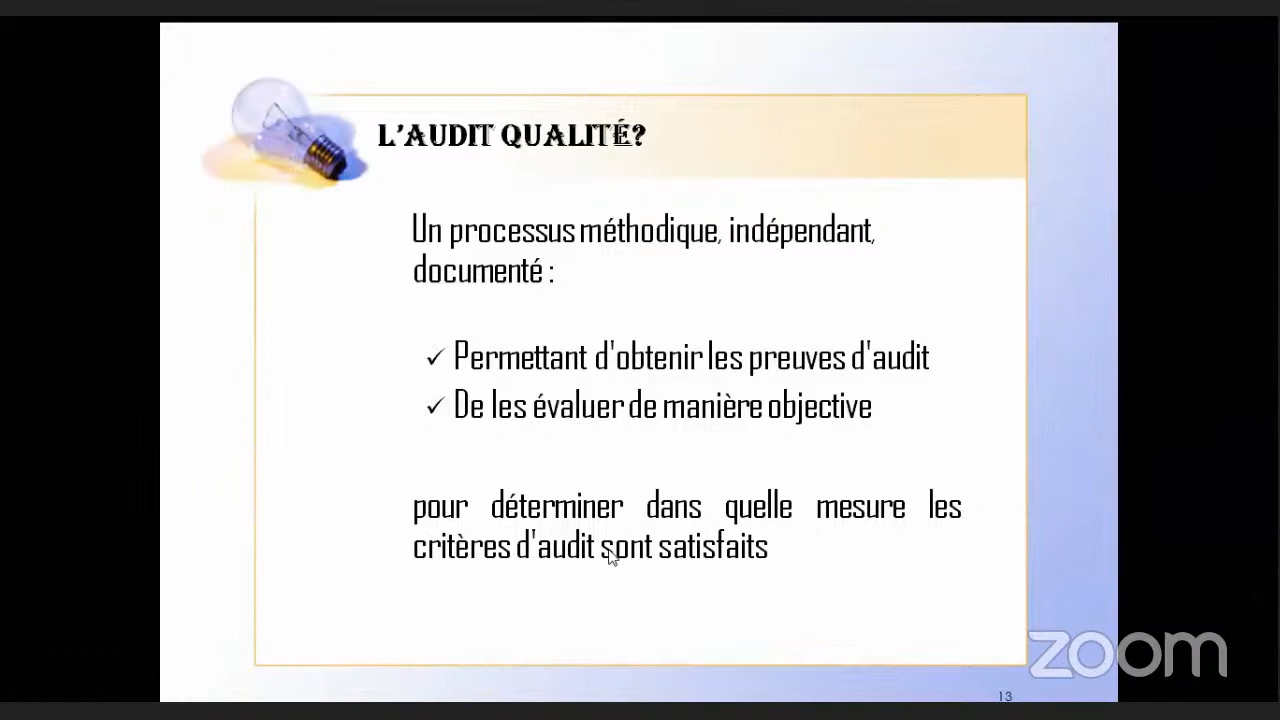 L'AUDIT QUALITÉ?
Un processus méthodique, indépendant,
documenté :
✓ Permettant d'obtenir les preuves d'audit
✓ De les évaluer de manière objective
pour déterminer dans quelle mesure les
critères d'audit sont satisfaits
zoom
13